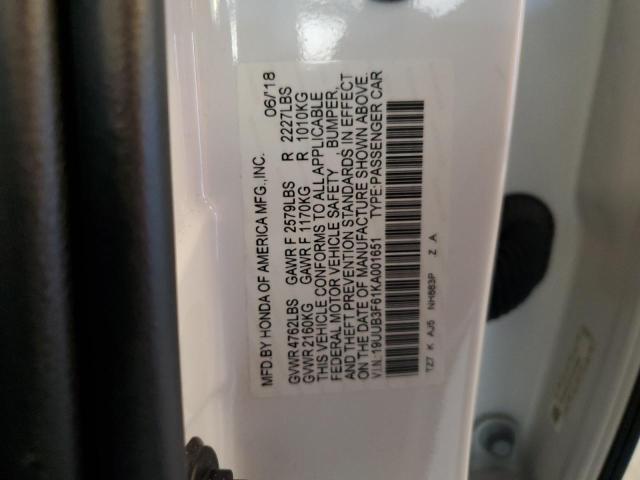 MFD.BY HONDA OF AMERICA MFG.,INC. 06/'18
GVWR 4762LBS GAWR F 2579LBS R 2227LBS
GVWR 2160KG GAWR F 1170KG R 1010KG
THIS VEHICLE CONFORMS TO ALL APPLICABLE
FEDERAL MOTOR VEHICLE SAFETY, BUMPER,
AND THEFT PREVENTION STANDARDS IN EFFECT
ON THE DATE OF MANUFACTURE SHOWN ABOVE.
V.I.N.:19UUB3F61KA001651 TYPE:PASSENGER CAR
TZ7 K AJ5 NH883P Z A